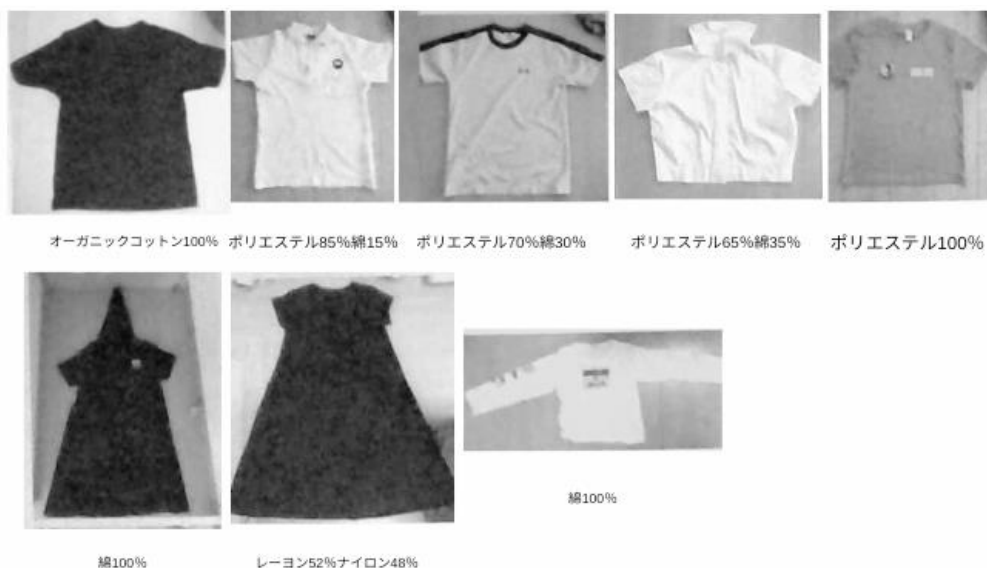 オーガニックコットン100%
ポリエステル85%綿15%
ポリエステル70%綿30%
ポリエステル65%綿35%
ポリエステル100%
綿100%
綿100%
レーヨン52%ナイロン48%